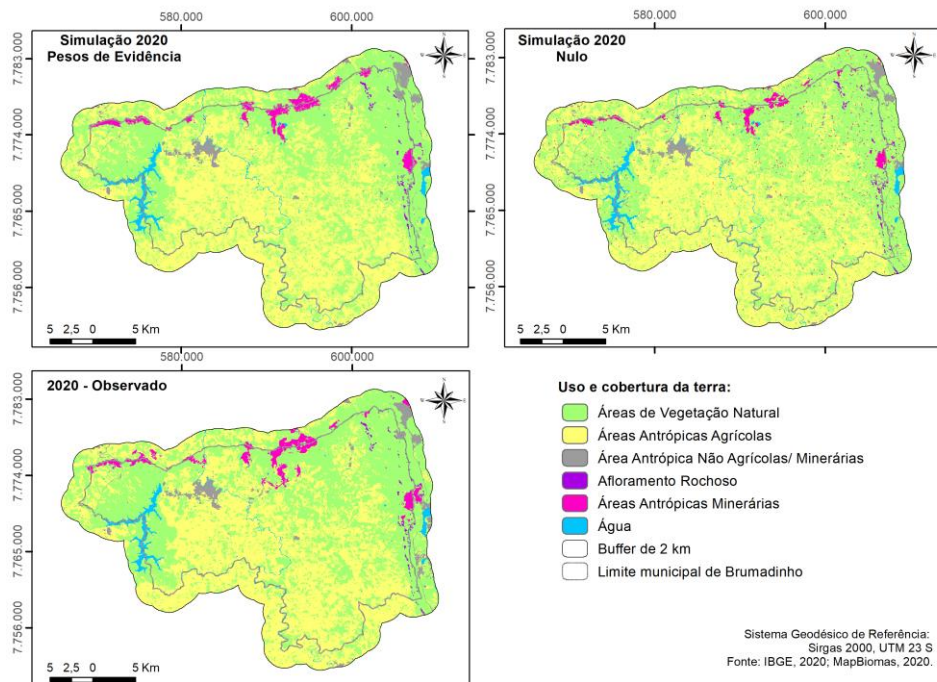 580.000
600.000
Simulação 2020
Pesos de Evidência
7.783.000
7.774.000
7.765.000
7.756.000
5 2,5 0 5 Km
Simulação 2020
Nulo
7.783.000
7.774.000
7.765.000
7.756.000
5 2,5 0 5 Km
580.000
600.000
580.000
600.000
2020 - Observado
7.783.000
7.774.000
7.765.000
7.756.000
5 2,5 0 5 Km
Uso e cobertura da terra:
Áreas de Vegetação Natural
Áreas Antrópicas Agrícolas
Área Antrópica Não Agrícolas/ Minerárias
Afloramento Rochoso
Áreas Antrópicas Minerárias
Água
Buffer de 2 km
Limite municipal de Brumadinho
Sistema Geodésico de Referência:
Sirgas 2000, UTM 23 S
Fonte: IBGE, 2020; MapBiomas, 2020.